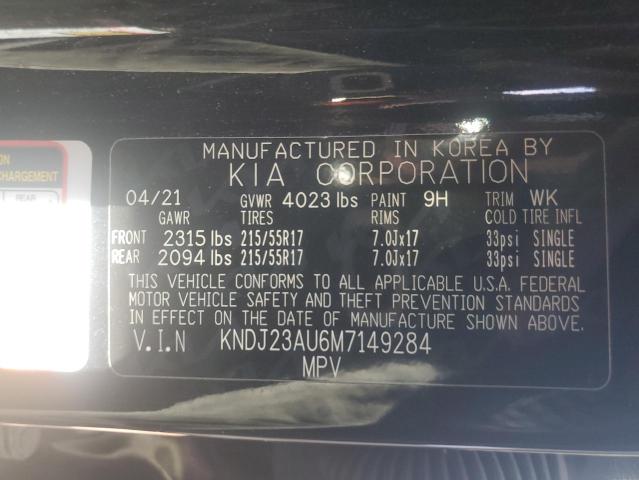 ON
CHARGEMENT
REAR
MANUFACTURED IN KOREA BY
KIA CORPORATION
04/21 GVWR 4023 lbs PAINT 9H TRIM WK
GAWR TIRES RIMS COLD TIRE INFL
FRONT 2315 lbs 215/55R17 7.0Jx17 33psi SINGLE
REAR 2094 lbs 215/55R17 7.0Jx17 33psi SINGLE
THIS VEHICLE CONFORMS TO ALL APPLICABLE U.S.A. FEDERAL
MOTOR VEHICLE SAFETY AND THEFT PREVENTION STANDARDS
IN EFFECT ON THE DATE OF MANUFACTURE SHOWN ABOVE.
V.I.N KNDJ23AU6M7149284
MPV